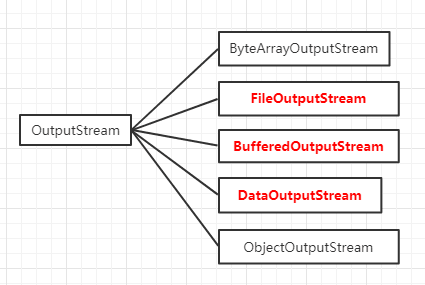 ByteArrayOutputStream
FileOutputStream
OutputStream
BufferedOutputStream
DataOutputStream
ObjectOutputStream